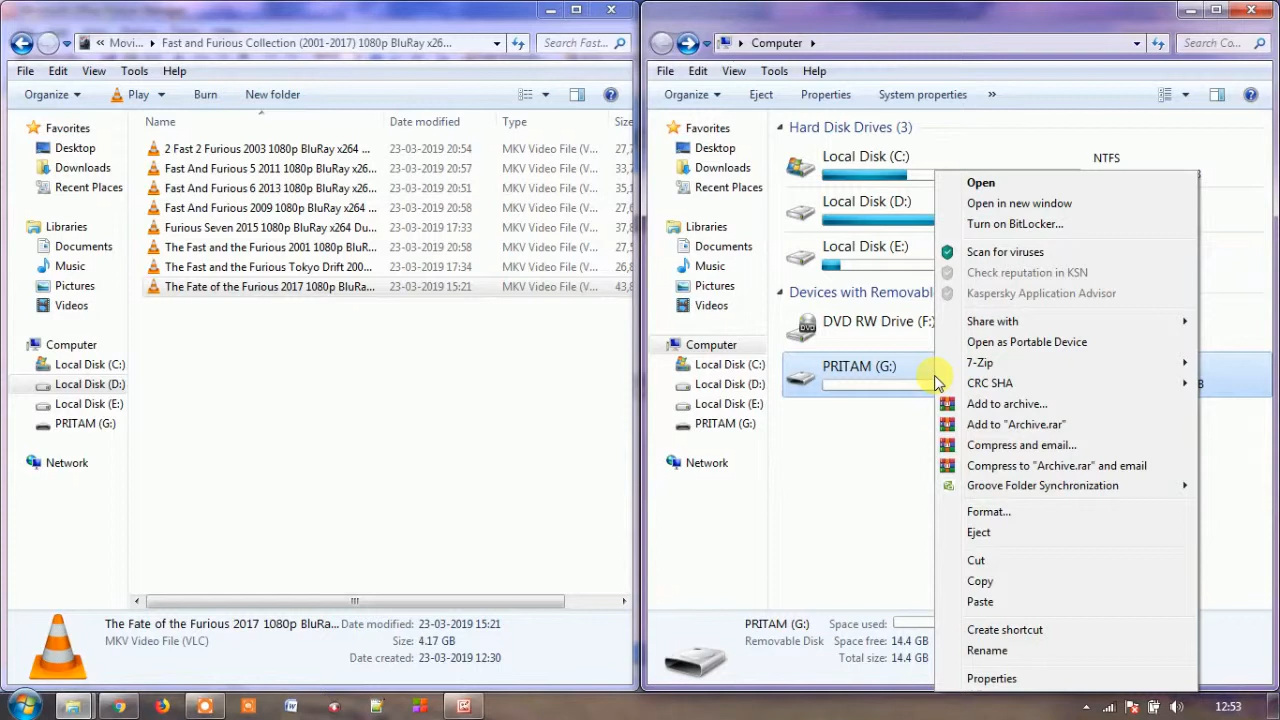 « Movi... ▸ Fast and Furious Collection (2001-2017) 1080p BluRay x26...
Search Fast...
File Edit View Tools Help
Organize Play Burn New folder
Favorites
Desktop
Downloads
Recent Places
Libraries
Documents
Music
Pictures
Videos
Computer
Local Disk (C:)
Local Disk (D:)
Local Disk (E:)
PRITAM (G:)
Network
Name Date modified Type Size
2 Fast 2 Furious 2003 1080p BluRay x264 ... 23-03-2019 20:54 MKV Video File (V... 27,7
Fast And Furious 5 2011 1080p BluRay x26... 23-03-2019 20:57 MKV Video File (V... 33,7
Fast And Furious 6 2013 1080p BluRay x26... 23-03-2019 20:54 MKV Video File (V... 35,1
Fast And Furious 2009 1080p BluRay x264 ... 23-03-2019 20:58 MKV Video File (V...
Furious Seven 2015 1080p BluRay x264 Du... 23-03-2019 17:33 MKV Video File (V...
The Fast and the Furious 2001 1080p BluR... 23-03-2019 20:58 MKV Video File (V... 27,5
The Fast and the Furious Tokyo Drift 200... 23-03-2019 17:34 MKV Video File (V... 26,8
The Fate of the Furious 2017 1080p BluRa... 23-03-2019 15:21 MKV Video File (V... 43,8
The Fate of the Furious 2017 1080p BluRa... Date modified: 23-03-2019 15:21
MKV Video File (VLC) Size: 4.17 GB
Date created: 23-03-2019 12:30
▸ Computer ▸
Search Co...
File Edit View Tools Help
Organize Eject Properties System properties »
Favorites
Desktop
Downloads
Recent Places
Libraries
Documents
Music
Pictures
Videos
Computer
Local Disk (C:)
Local Disk (D:)
Local Disk (E:)
PRITAM (G:)
Network
Hard Disk Drives (3)
Local Disk (C:) NTFS
Local Disk (D:)
Local Disk (E:)
Devices with Removabl
DVD RW Drive (F:)
PRITAM (G:)
Open
Open in new window
Turn on BitLocker...
Scan for viruses
Check reputation in KSN
Kaspersky Application Advisor
Share with
Open as Portable Device
7-Zip
CRC SHA
Add to archive...
Add to "Archive.rar"
Compress and email...
Compress to "Archive.rar" and email
Groove Folder Synchronization
Format...
Eject
Cut
Copy
Paste
Create shortcut
Rename
Properties
PRITAM (G:) Space used:
Removable Disk Space free: 14.4 GB
Total size: 14.4 GB
12:53